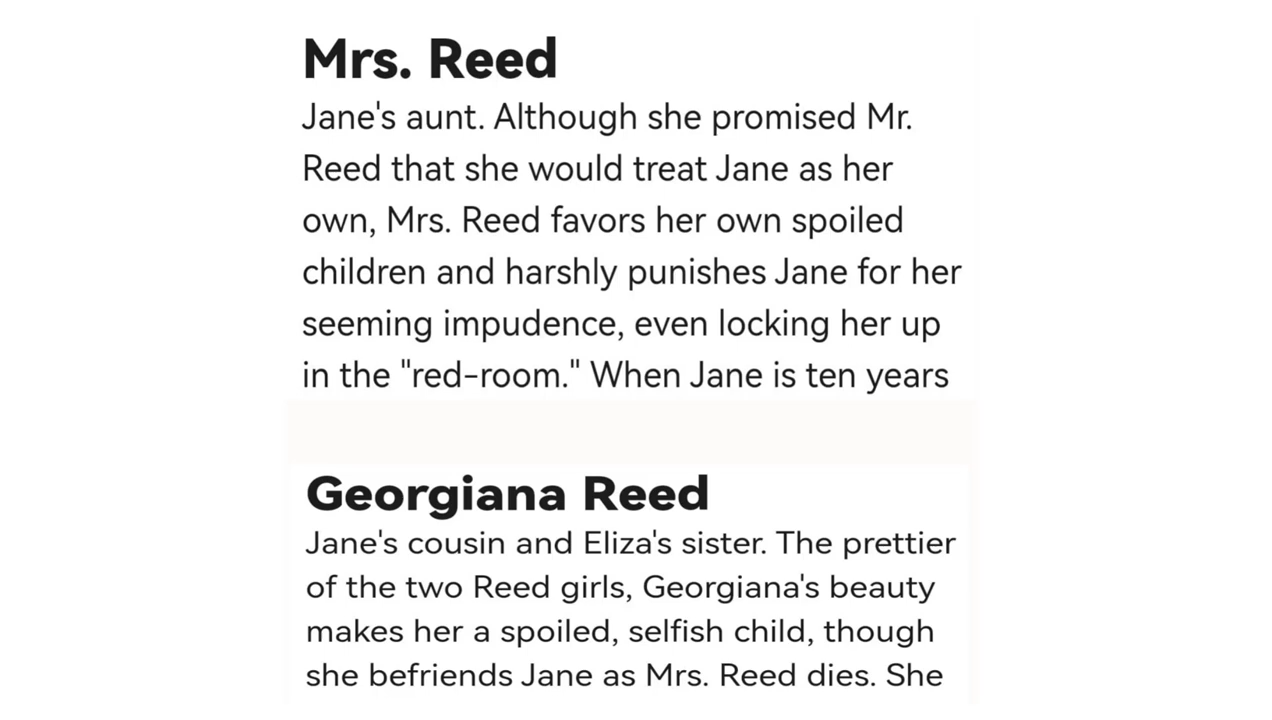 Mrs. Reed
Jane's aunt. Although she promised Mr.
Reed that she would treat Jane as her
own, Mrs. Reed favors her own spoiled
children and harshly punishes Jane for her
seeming impudence, even locking her up
in the "red-room." When Jane is ten years
Georgiana Reed
Jane's cousin and Eliza's sister. The prettier
of the two Reed girls, Georgiana's beauty
makes her a spoiled, selfish child, though
she befriends Jane as Mrs. Reed dies. She